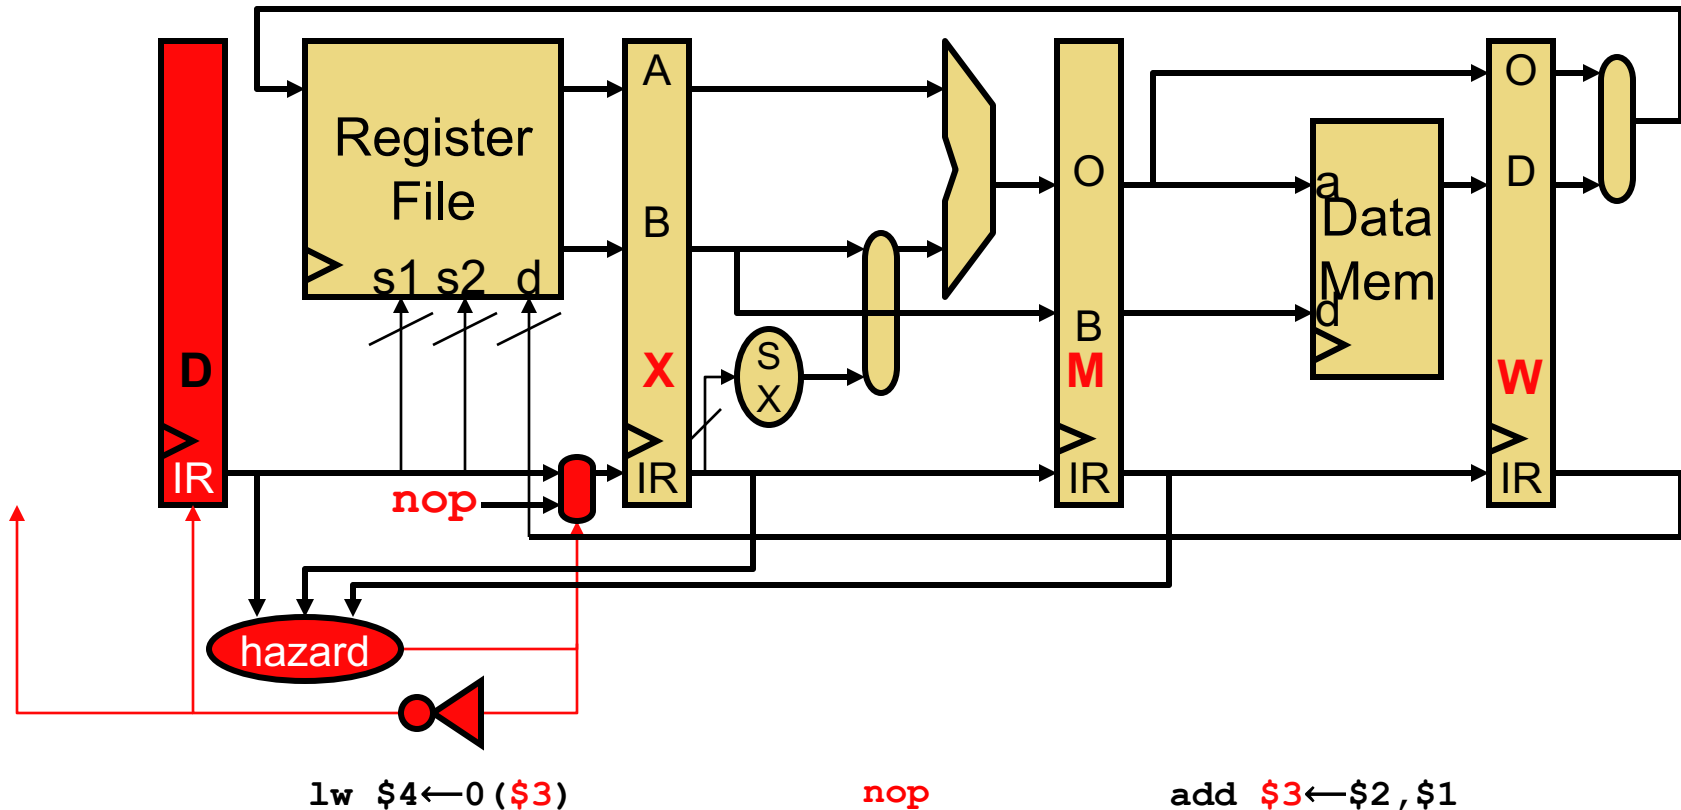 Register
File
s1 s2 d
D
IR
A
B
X
IR
nop
S
X
O
B
M
IR
a
Data
Mem
d
O
D
W
IR
hazard
lw $4←0($3) nop add $3←$2,$1